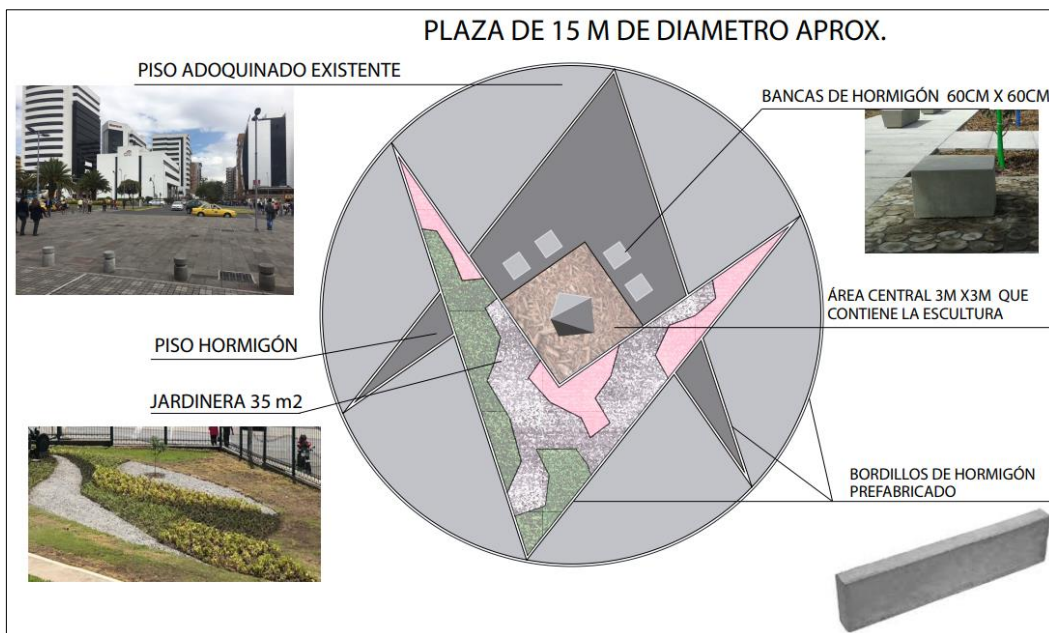 PLAZA DE 15 M DE DIAMETRO APROX.
PISO ADOQUINADO EXISTENTE
BANCAS DE HORMIGÓN 60CM X 60CM
ÁREA CENTRAL 3M X3M QUE
CONTIENE LA ESCULTURA
PISO HORMIGÓN
JARDINERA 35 m2
BORDILLOS DE HORMIGÓN
PREFABRICADO